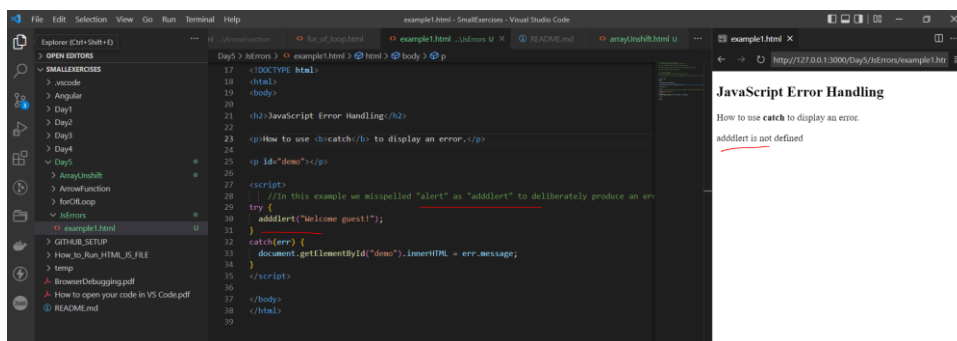 File Edit Selection View Go Run Terminal Help
example1.html - SmallExercises - Visual Studio Code
Explorer (Ctrl+Shift+E)
> OPEN EDITORS
SMALLEXERCISES
> .vscode
> Angular
> Day1
> Day2
> Day3
> Day4
Day5
> ArrayUnshift
> ArrowFunction
> forOfLoop
JsErrors
example1.html U
> GITHUB_SETUP
> How_to_Run_HTML_JS_FILE
> temp
BrowserDebugging.pdf
How to open your code in VS Code.pdf
README.md
for_of_loop.html
example1.html ...\JsErrors U
README.md
arrayUnshift.html U
Day5 > JsErrors > example1.html > html > body > p
17 <!DOCTYPE html>
18 <html>
19 <body>
20
21 <h2>JavaScript Error Handling</h2>
22
23 <p>How to use <b>catch</b> to display an error.</p>
24
25 <p id="demo"></p>
26
27 <script>
28 //In this example we misspelled "alert" as "adddlert" to deliberately produce an err
29 try {
30 adddlert("Welcome guest!");
31 }
32 catch(err) {
33 document.getElementById("demo").innerHTML = err.message;
34 }
35 </script>
36
37 </body>
38 </html>
39
example1.html
http://127.0.0.1:3000/Day5/JsErrors/example1.htr
JavaScript Error Handling
How to use catch to display an error.
adddlert is not defined